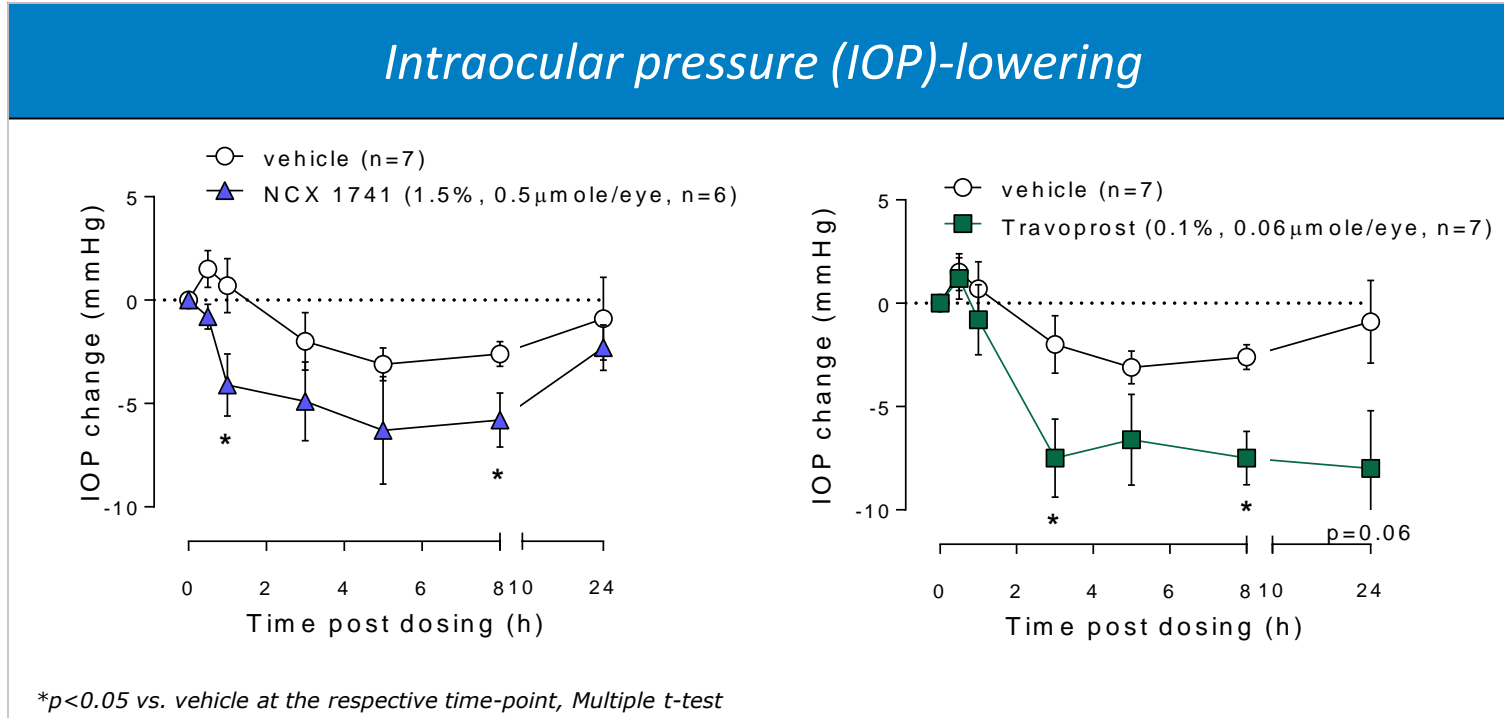 Intraocular pressure (IOP)-lowering
vehicle (n=7)
NCX 1741 (1.5%, 0.5μmole/eye, n=6)
IOP change (mmHg)
5
0
-5
-10
*
*
0 2 4 6 8 10 24
Time post dosing (h)
vehicle (n=7)
Travoprost (0.1%, 0.06μmole/eye, n=7)
IOP change (mmHg)
5
0
-5
-10
*
*
p=0.06
0 2 4 6 8 10 24
Time post dosing (h)
*p<0.05 vs. vehicle at the respective time-point, Multiple t-test